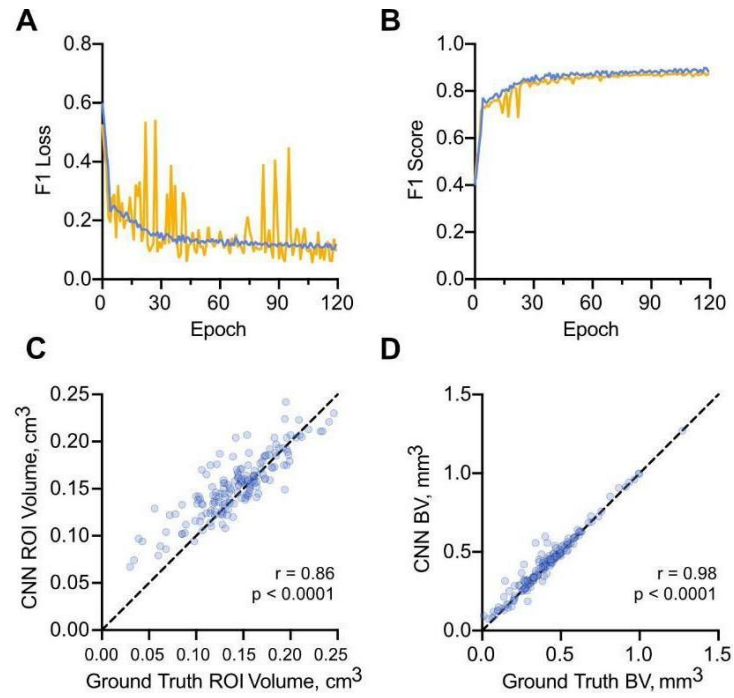 A
B
0.8
0.6
0.4
0.2
0.0
F1 Loss
0
30
60
90
120
Epoch
1.0
0.8
0.6
0.4
0.2
0.0
F1 Score
0
30
60
90
120
Epoch
C
D
0.25
0.20
0.15
0.10
0.05
0.00
CNN ROI Volume, cm³
r = 0.86
p < 0.0001
0.00
0.05
0.10
0.15
0.20
0.25
Ground Truth ROI Volume, cm³
1.5
1.0
0.5
0.0
CNN BV, mm³
r = 0.98
p < 0.0001
0.0
0.5
1.0
1.5
Ground Truth BV, mm³